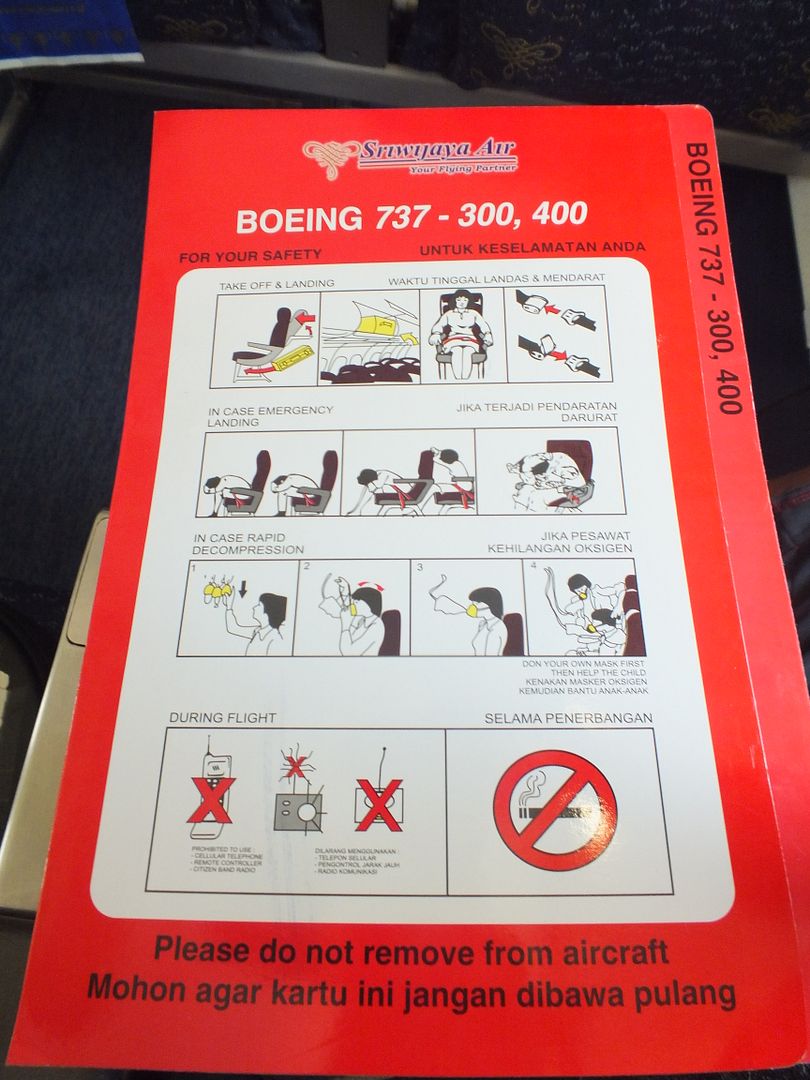 Sriwijaya Air
Your Flying Partner
BOEING 737 - 300, 400
FOR YOUR SAFETY
UNTUK KESELAMATAN ANDA
TAKE OFF & LANDING
WAKTU TINGGAL LANDAS & MENDARAT
IN CASE EMERGENCY
LANDING
JIKA TERJADI PENDARATAN
DARURAT
IN CASE RAPID
DECOMPRESSION
JIKA PESAWAT
KEHILANGAN OKSIGEN
1
2
3
4
DON YOUR OWN MASK FIRST
THEN HELP THE CHILD
KENAKAN MASKER OKSIGEN
KEMUDIAN BANTU ANAK-ANAK
DURING FLIGHT
SELAMA PENERBANGAN
PROHIBITED TO USE :
- CELLULAR TELEPHONE
- REMOTE CONTROLLER
- CITIZEN BAND RADIO
DILARANG MENGGUNAKAN :
- TELEPON SELULAR
- PENGONTROL JARAK JAUH
- RADIO KOMUNIKASI
Please do not remove from aircraft
Mohon agar kartu ini jangan dibawa pulang
BOEING 737 - 300, 400